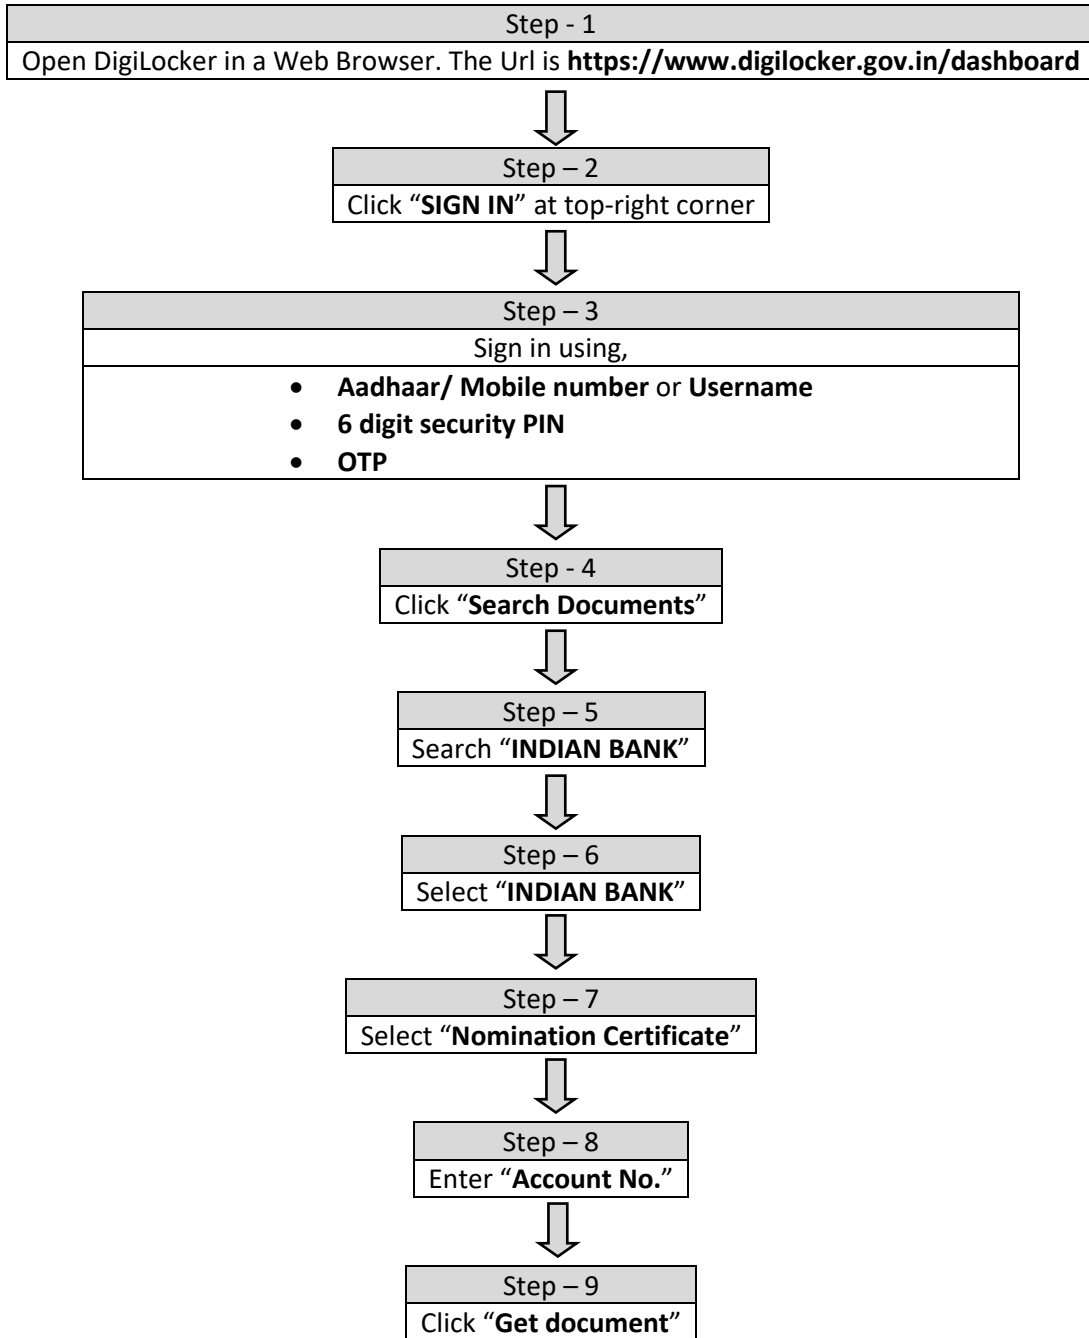 Step - 1
Open DigiLocker in a Web Browser. The Url is https://www.digilocker.gov.in/dashboard
Step – 2
Click “SIGN IN” at top-right corner
Step – 3
Sign in using,
• Aadhaar/ Mobile number or Username
• 6 digit security PIN
• OTP
Step - 4
Click “Search Documents”
Step – 5
Search “INDIAN BANK”
Step – 6
Select “INDIAN BANK”
Step – 7
Select “Nomination Certificate”
Step – 8
Enter “Account No.”
Step – 9
Click “Get document”